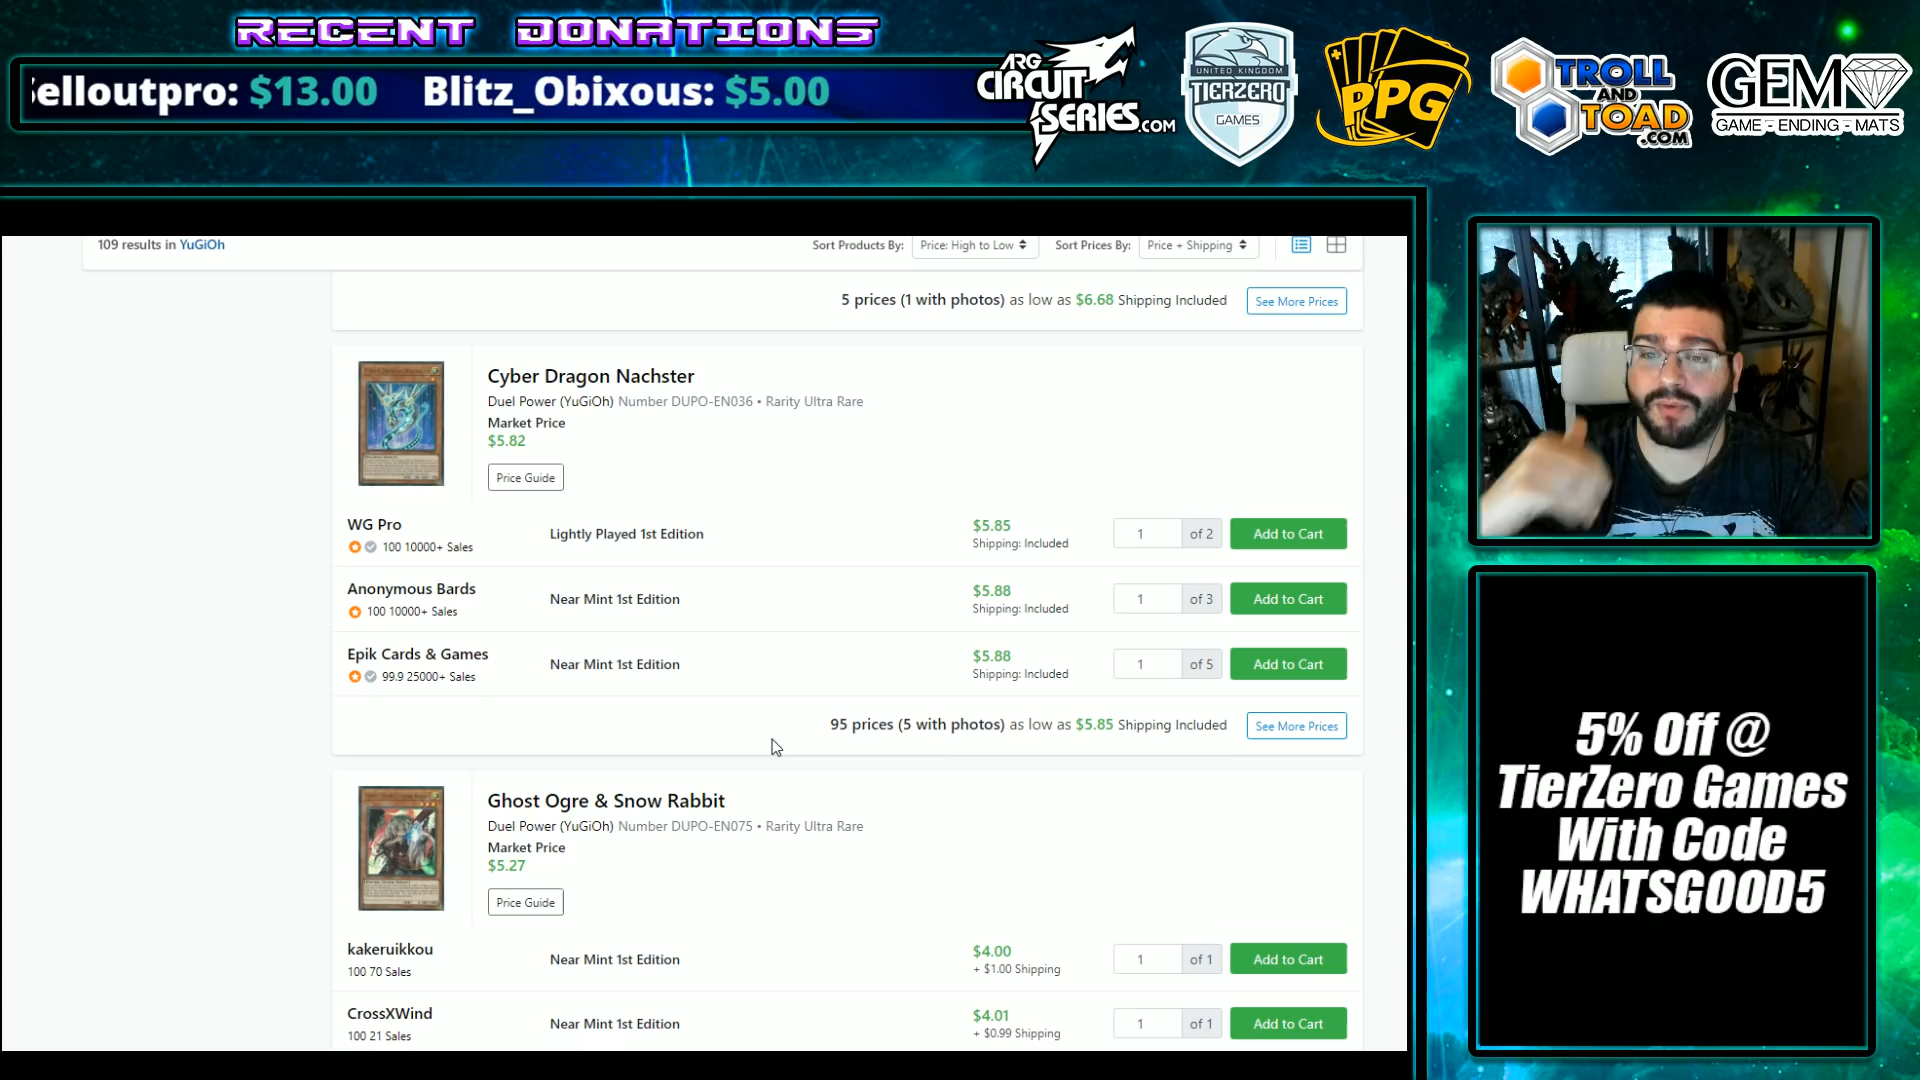 RECENT DONATIONS
elloutpro: $13.00 Blitz_Obixous: $5.00
ARG
CIRCUIT
SERIES.COM
UNITED KINGDOM
TIERZERO
GAMES
PPG
TROLL
AND
TOAD
.COM
GEM
GAME - ENDING - MATS
109 results in YuGiOh
Sort Products By: Price: High to Low Sort Prices By: Price + Shipping
5 prices (1 with photos) as low as $6.68 Shipping Included See More Prices
Cyber Dragon Nachster
Duel Power (YuGiOh) Number DUPO-EN036 • Rarity Ultra Rare
Market Price
$5.82
Price Guide
WG Pro
100 10000+ Sales
Lightly Played 1st Edition
$5.85
Shipping: Included
1 of 2 Add to Cart
Anonymous Bards
100 10000+ Sales
Near Mint 1st Edition
$5.88
Shipping: Included
1 of 3 Add to Cart
Epik Cards & Games
99.9 25000+ Sales
Near Mint 1st Edition
$5.88
Shipping: Included
1 of 5 Add to Cart
95 prices (5 with photos) as low as $5.85 Shipping Included See More Prices
Ghost Ogre & Snow Rabbit
Duel Power (YuGiOh) Number DUPO-EN075 • Rarity Ultra Rare
Market Price
$5.27
Price Guide
kakeruikkou
100 70 Sales
Near Mint 1st Edition
$4.00
+ $1.00 Shipping
1 of 1 Add to Cart
CrossXWind
100 21 Sales
Near Mint 1st Edition
$4.01
+ $0.99 Shipping
1 of 1 Add to Cart
5% Off @
TierZero Games
With Code
WHATSGOOD5